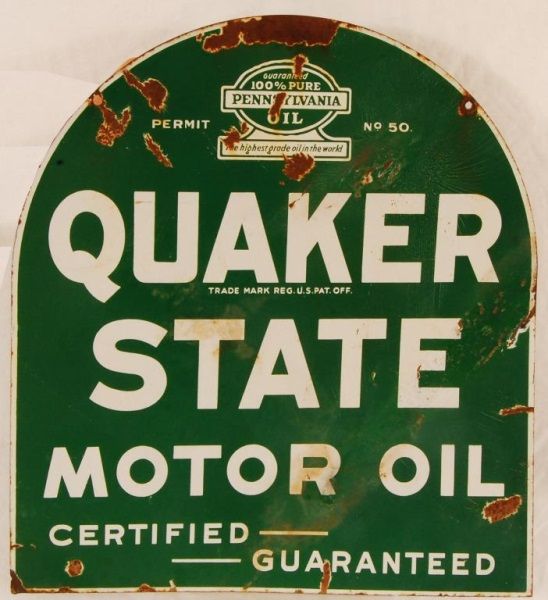 Guaranteed
100% PURE
PENNSYLVANIA
OIL
The highest grade oil in the world
PERMIT Nº 50.
QUAKER
TRADE MARK REG. U.S. PAT. OFF.
STATE
MOTOR OIL
CERTIFIED
GUARANTEED